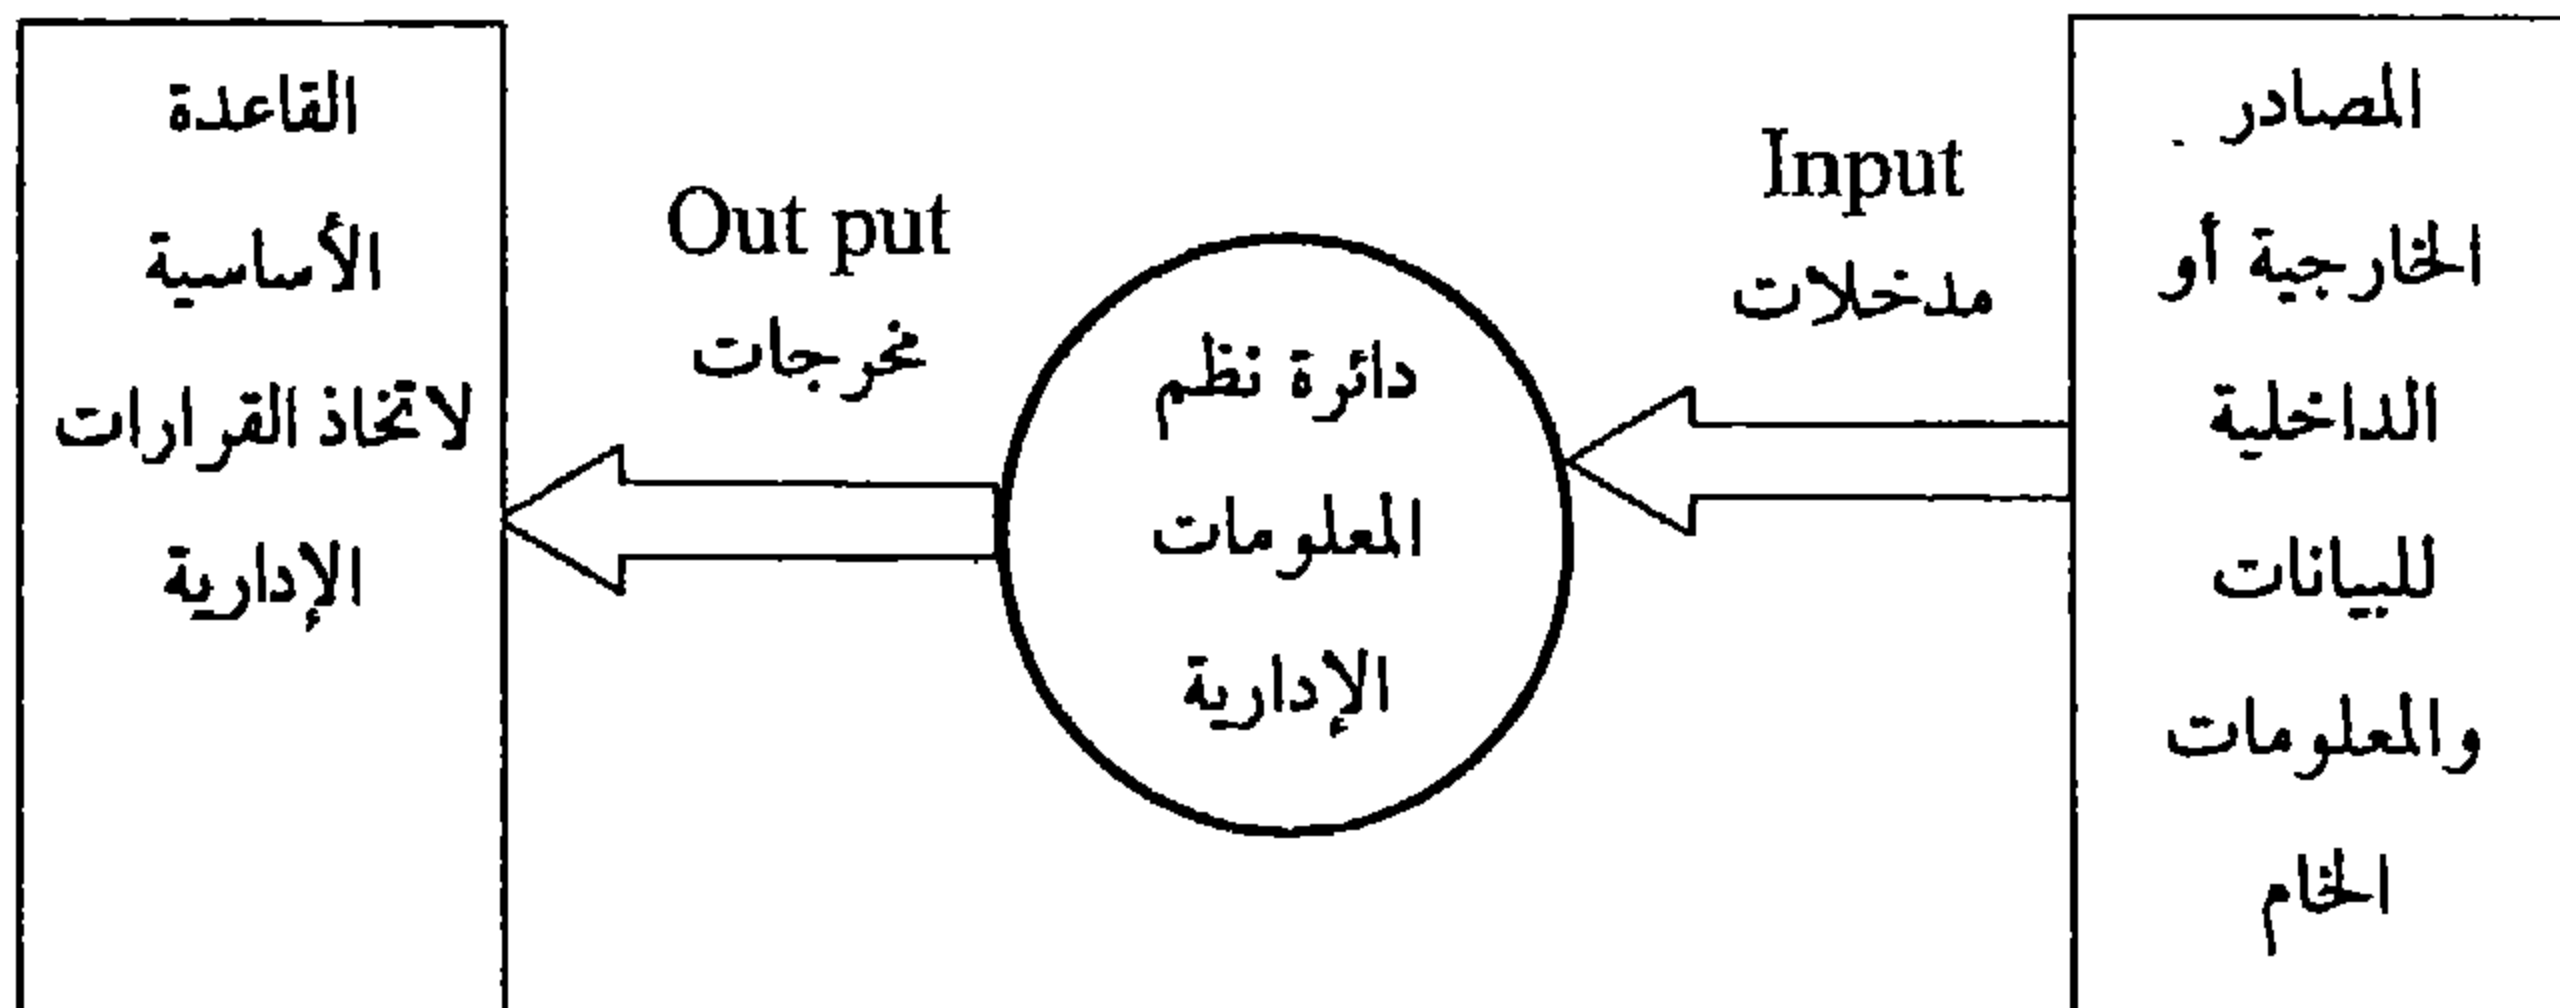 المصادر
الخارجية أو
الداخلية
للبيانات
والمعلومات
الخام
Input
مدخلات
دائرة نظم
المعلومات
الإدارية
Out put
مخرجات
القاعدة
الأساسية
لاتخاذ القرارات
الإدارية